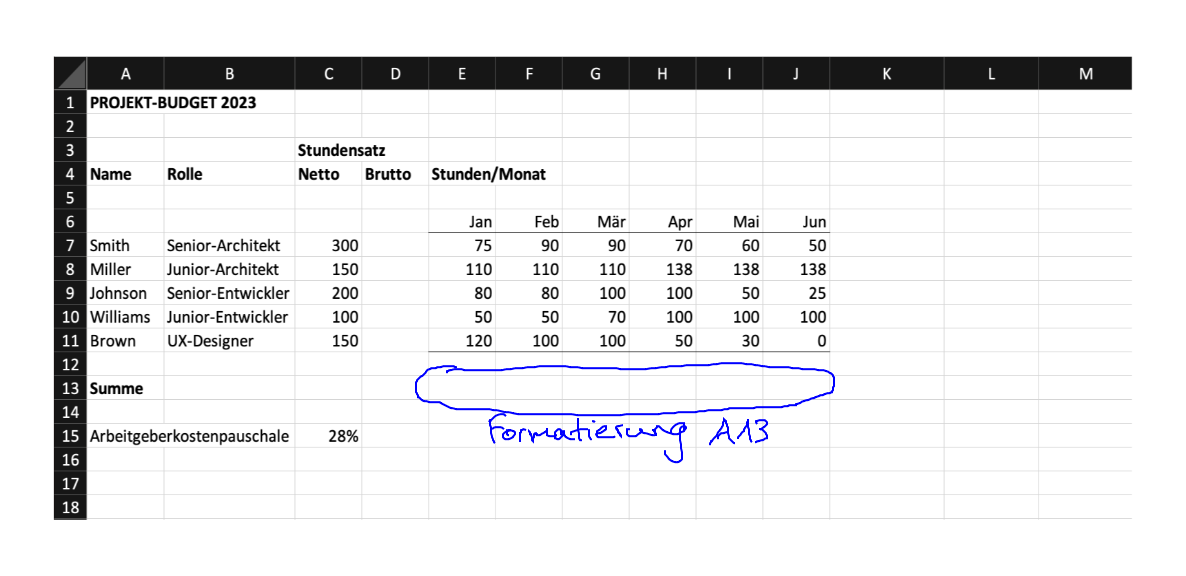 A B C D E F G H I J K L M
1 PROJEKT-BUDGET 2023
2
3 Stundensatz
4 Name Rolle Netto Brutto Stunden/Monat
5
6 Jan Feb Mär Apr Mai Jun
7 Smith Senior-Architekt 300 75 90 90 70 60 50
8 Miller Junior-Architekt 150 110 110 110 138 138 138
9 Johnson Senior-Entwickler 200 80 80 100 100 50 25
10 Williams Junior-Entwickler 100 50 50 70 100 100 100
11 Brown UX-Designer 150 120 100 100 50 30 0
12
13 Summe
14
Formatierung A13
15 Arbeitgeberkostenpauschale 28%
16
17
18